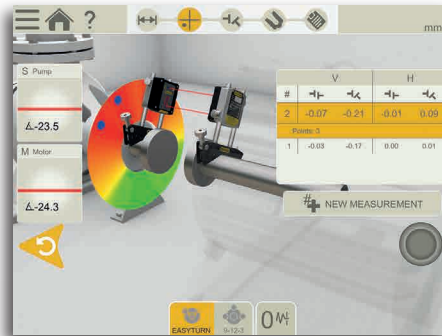 ?
mm
S Pump
∡-23.5
M Motor
∡-24.3
V H
#
2 -0.07 -0.21 -0.01 0.09
Points: 3
1 -0.03 -0.17 0.00 0.01
NEW MEASUREMENT
EASYTURN
9-12-3
0